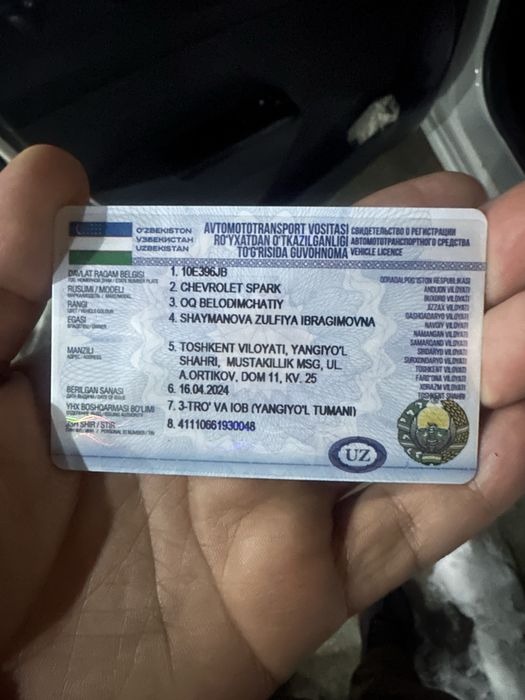 O'ZBEKISTON
УЗБЕКИСТАН
UZBEKISTAN
AVTOMOTOTRANSPORT VOSITASI
RO'YXATDAN O'TKAZILGANLIGI
TO'G'RISIDA GUVOHNOMA
СВИДЕТЕЛЬСТВО О РЕГИСТРАЦИИ
АВТОМОТОТРАНСПОРТНОГО СРЕДСТВА
VEHICLE LICENCE
DAVLAT RAQAM BELGISI
1. 10E396JB
RUSUMI / MODELI
2. CHEVROLET SPARK
RANGI
3. OQ BELODIMCHATIY
EGASI
4. SHAYMANOVA ZULFIYA IBRAGIMOVNA
MANZILI
5. TOSHKENT VILOYATI, YANGIYO'L
SHAHRI, MUSTAKILLIK MSG, UL.
A.ORTIKOV, DOM 11, KV. 25
BERILGAN SANASI
6. 16.04.2024
YHX BOSHQARMASI BO'LIMI
7. 3-TRO' VA IOB (YANGIYO'L TUMANI)
JSH SHIR / STIR
8. 41110661930048
QORAQALPOG'ISTON RESPUBLIKASI
ANDIJON VILOYATI
BUXORO VILOYATI
JIZZAX VILOYATI
QASHQADARYO VILOYATI
NAVOIY VILOYATI
NAMANGAN VILOYATI
SAMARQAND VILOYATI
SIRDARYO VILOYATI
SURXONDARYO VILOYATI
TOSHKENT VILOYATI
FARG'ONA VILOYATI
XORAZM VILOYATI
TOSHKENT SHAHRI
UZ